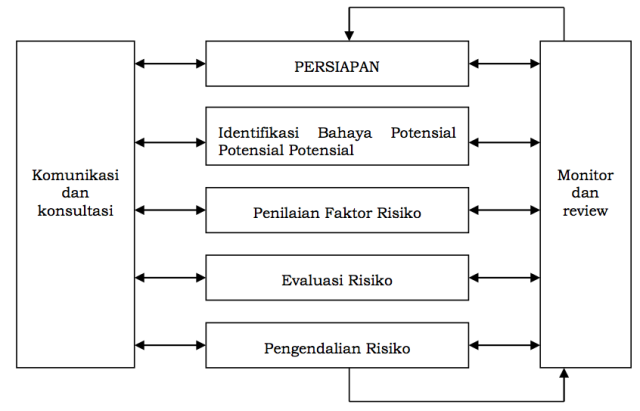 PERSIAPAN
Identifikasi Bahaya Potensial
Potensial Potensial
Komunikasi
dan
konsultasi
Monitor
dan
review
Penilaian Faktor Risiko
Evaluasi Risiko
Pengendalian Risiko